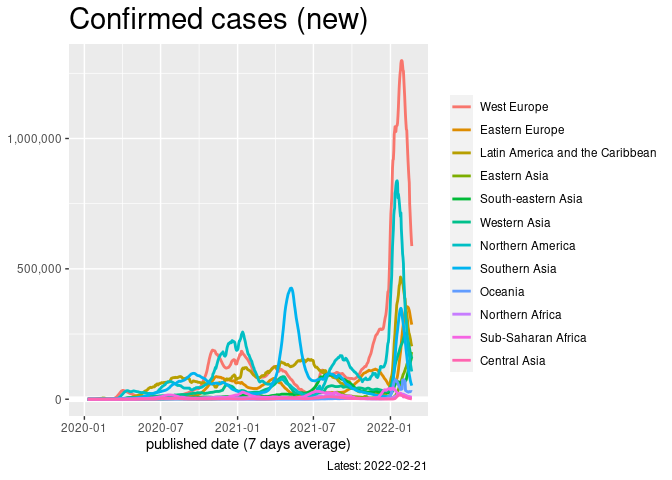 Confirmed cases (new)
1,000,000
500,000
0
2020-01 2020-07 2021-01 2021-07 2022-01
published date (7 days average)
Latest: 2022-02-21
West Europe
Eastern Europe
Latin America and the Caribbean
Eastern Asia
South-eastern Asia
Western Asia
Northern America
Southern Asia
Oceania
Northern Africa
Sub-Saharan Africa
Central Asia